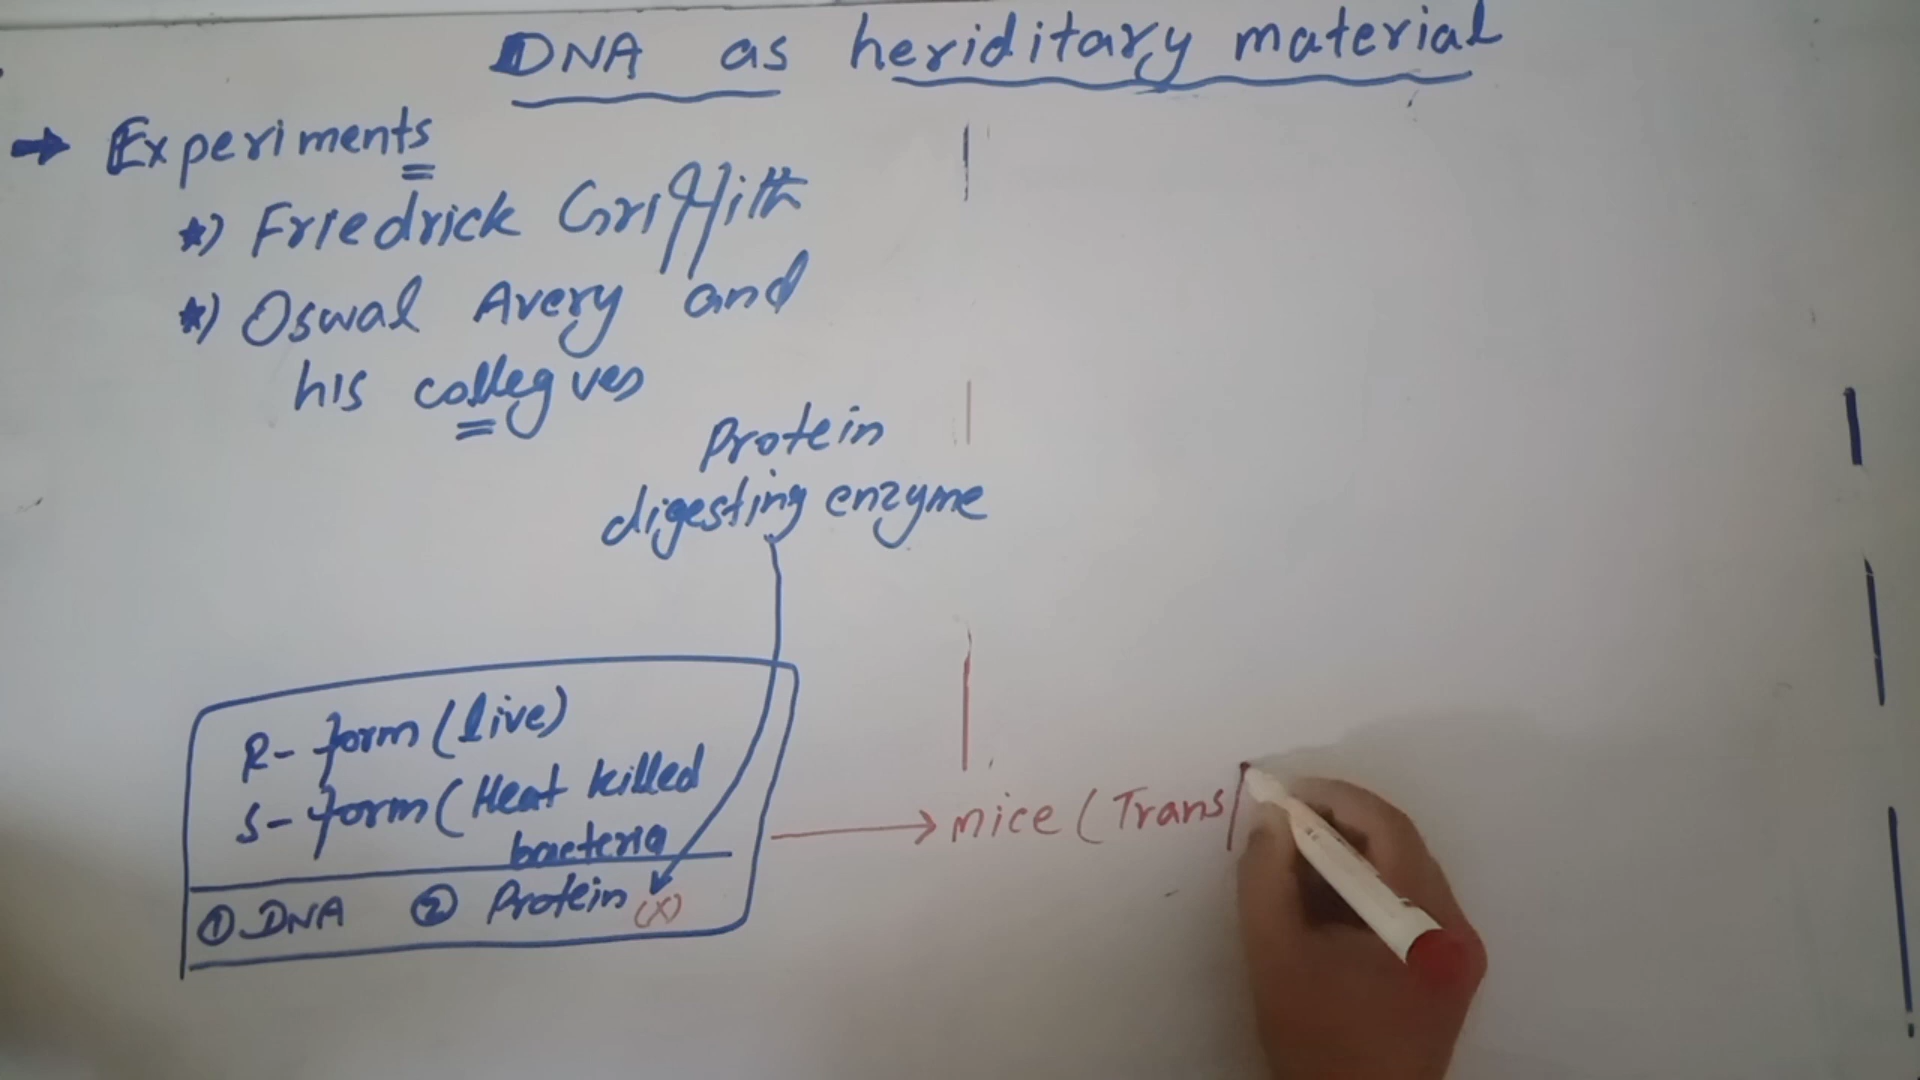 DNA as heriditary material
Experiments
*) Friedrick Griffith
*) Oswal Avery and
his collegues
Protein
digesting enzyme
R- form (live)
S- form (Heat killed
bacteria
① DNA ② Protein (x)
mice (Trans